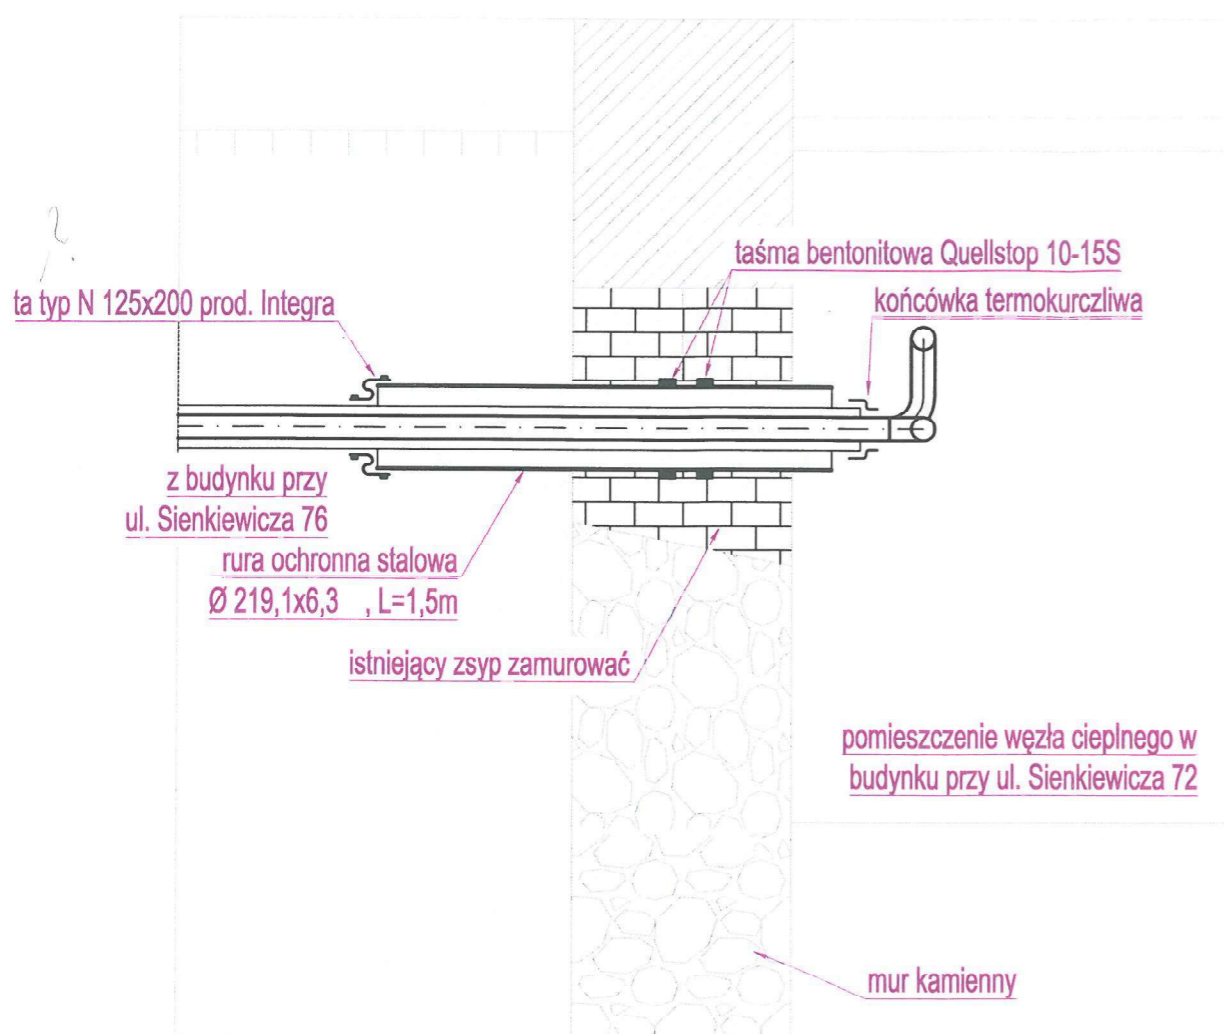 taśma bentonitowa Quellstop 10-15S
ta typ N 125x200 prod. Integra
końcówka termokurczliwa
z budynku przy
ul. Sienkiewicza 76
rura ochronna stalowa
Ø 219,1x6,3 , L=1,5m
istniejący zsyp zamurować
pomieszczenie węzła cieplnego w
budynku przy ul. Sienkiewicza 72
mur kamienny